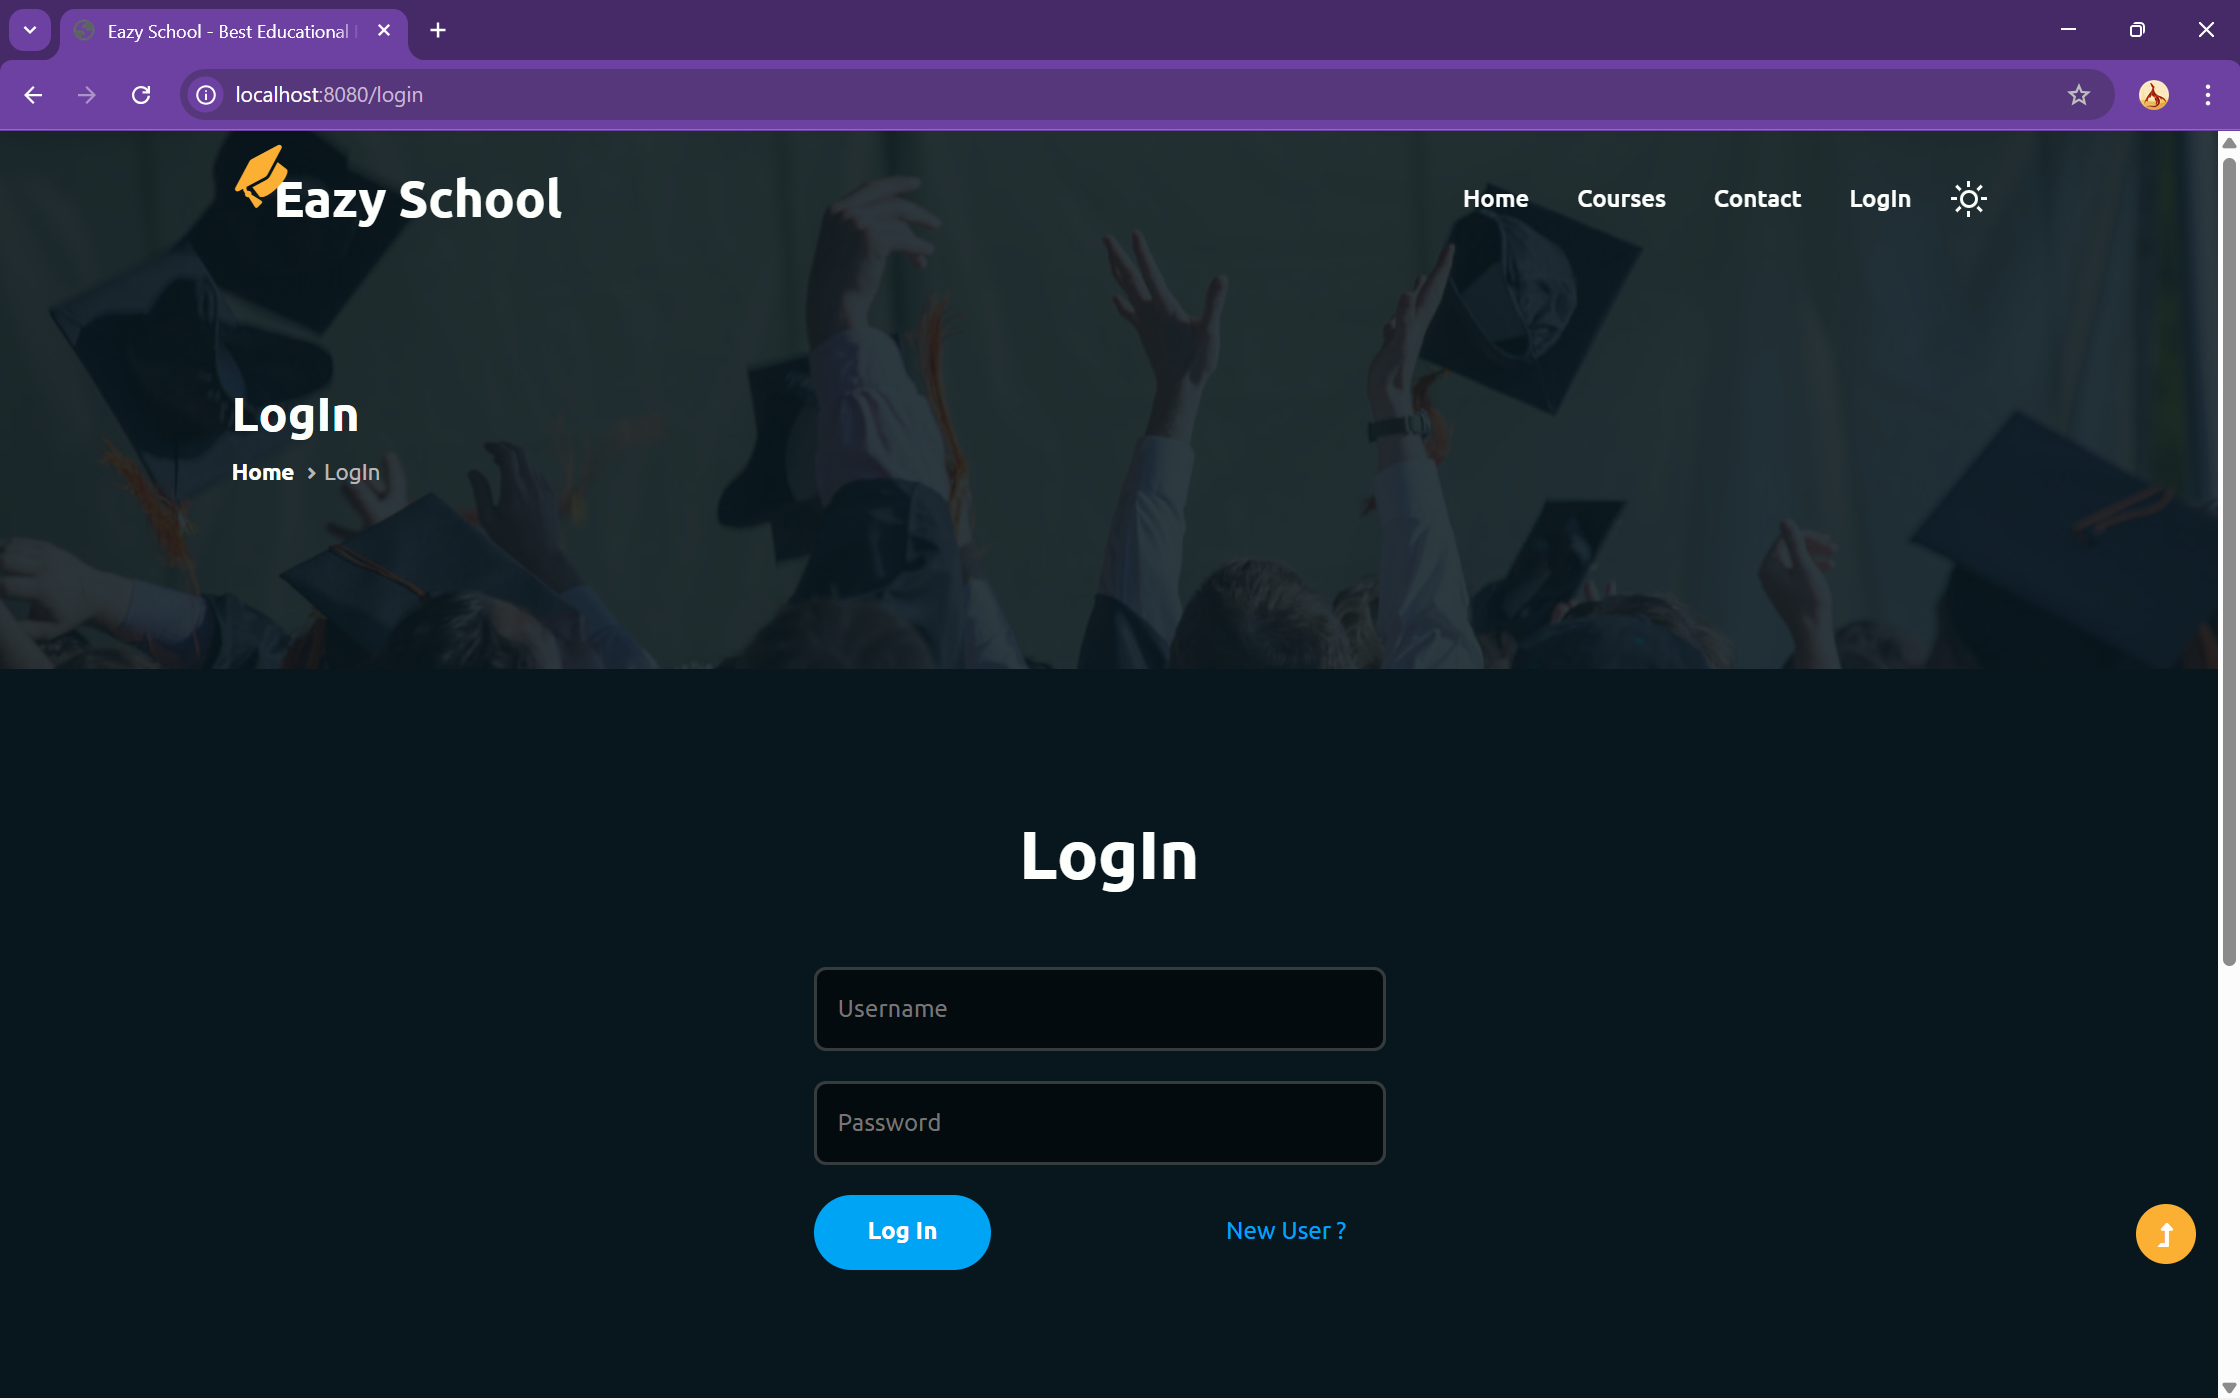 Eazy School - Best Educational
localhost:8080/login
Eazy School
Home Courses Contact LogIn
LogIn
Home > LogIn
LogIn
Username
Password
Log In New User ?